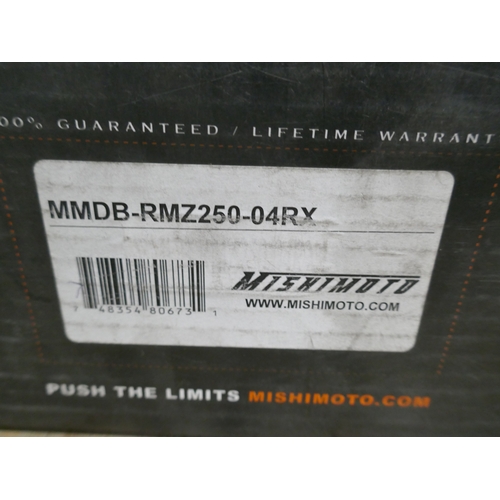 00% GUARANTEED / LIFETIME WARRANT
MMDB-RMZ250-04RX
MISHIMOTO
WWW.MISHIMOTO.COM
7 48354 80673 1
PUSH THE LIMITS MISHIMOTO.COM